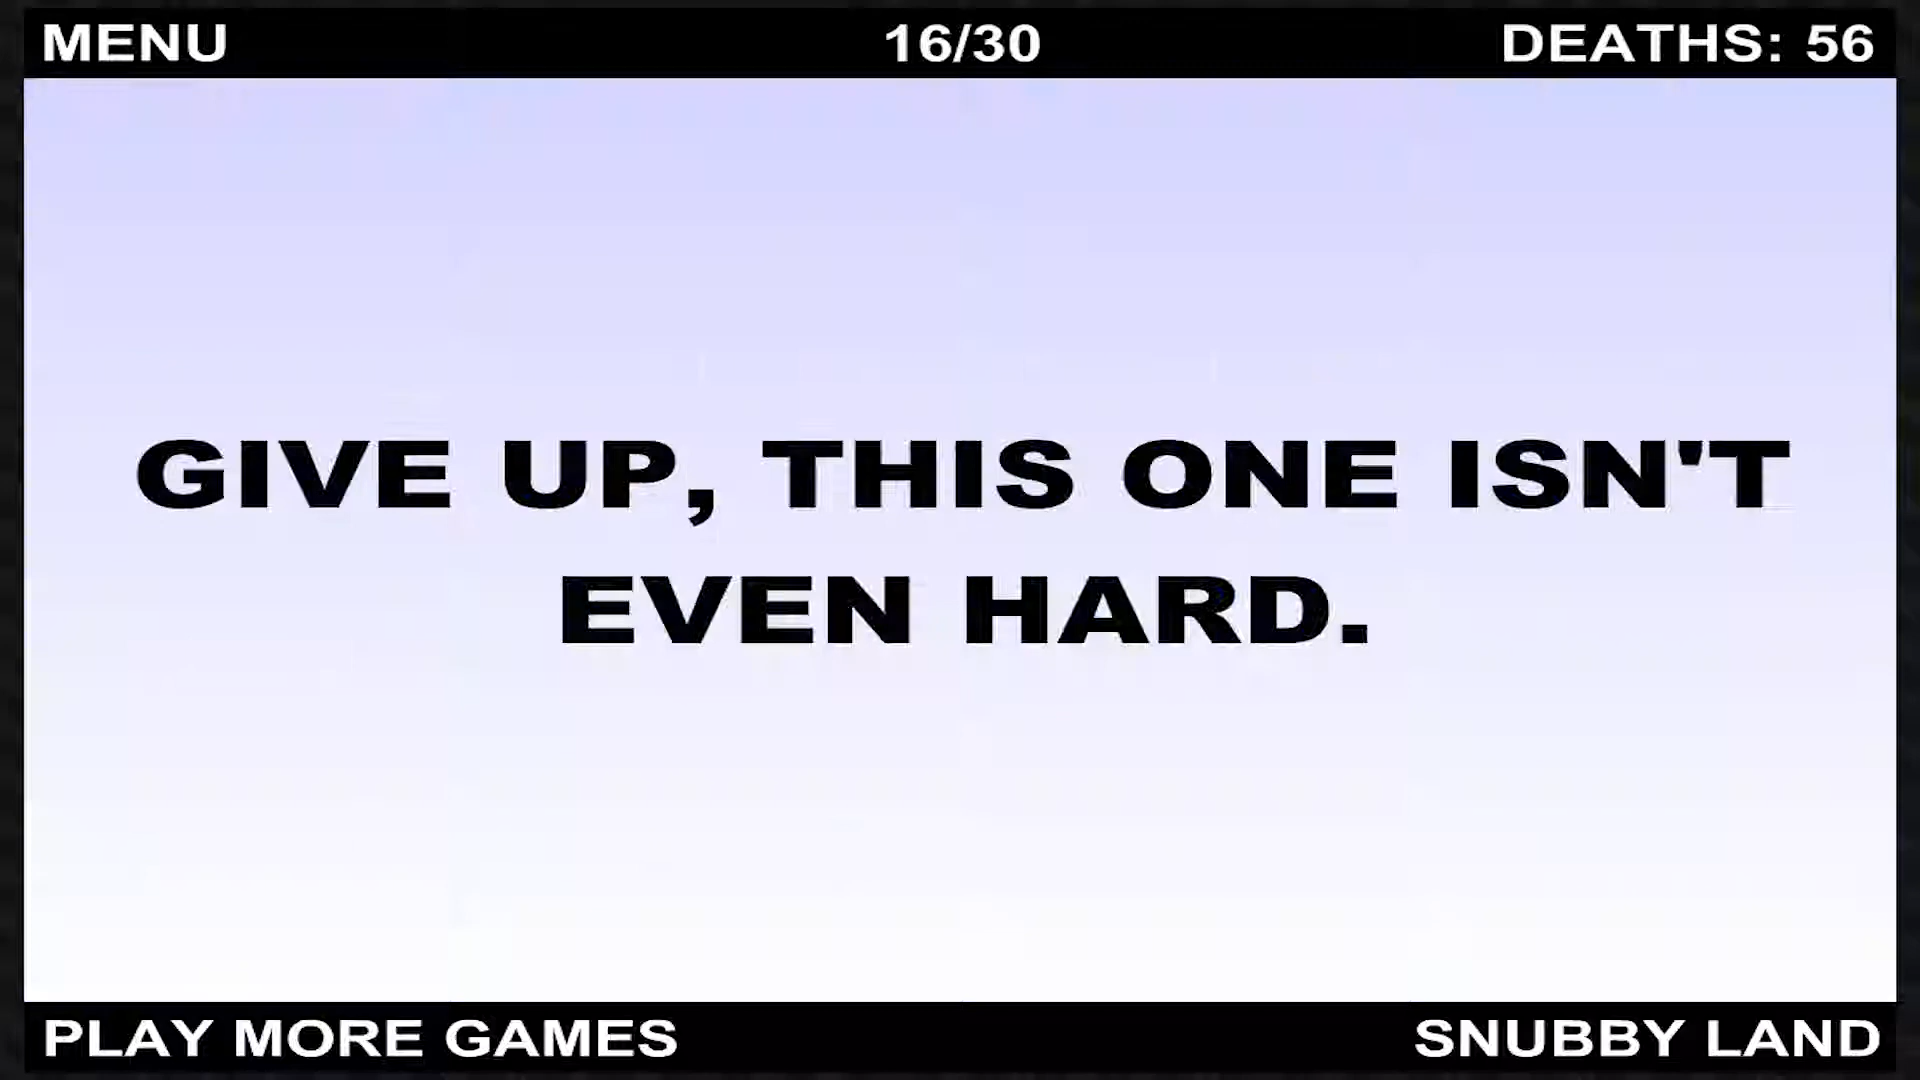 MENU
16/30
DEATHS: 56
GIVE UP, THIS ONE ISN'T
EVEN HARD.
PLAY MORE GAMES
SNUBBY LAND